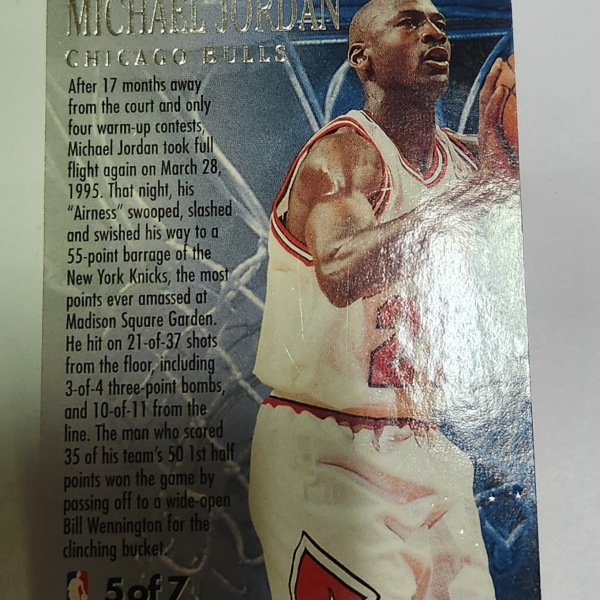 MICHAEL JORDAN
CHICAGO BULLS
After 17 months away
from the court and only
four warm-up contests,
Michael Jordan took full
flight again on March 28,
1995. That night, his
“Airness” swooped, slashed
and swished his way to a
55-point barrage of the
New York Knicks, the most
points ever amassed at
Madison Square Garden.
He hit on 21-of-37 shots
from the floor, including
3-of-4 three-point bombs,
and 10-of-11 from the
line. The man who scored
35 of his team’s 50 1st half
points won the game by
passing off to a wide-open
Bill Wennington for the
clinching bucket.
5 of 7